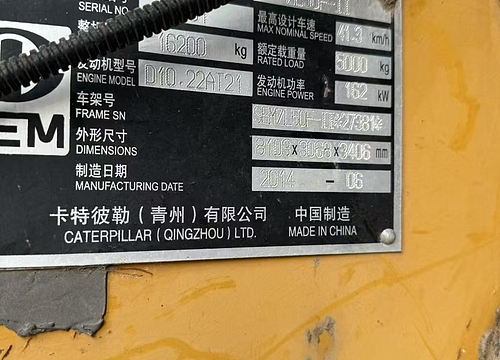 SERIAL NO
最高设计车速
MAX NOMINAL SPEED 41.3 km/h
16200 kg
额定载重量
RATED LOAD 5000 kg
发动机型号
ENGINE MODEL D10.22AT21
发动机功率
ENGINE POWER 162 kW
车架号
FRAME SN
外形尺寸
DIMENSIONS 8109x3068x3406 mm
制造日期
MANUFACTURING DATE 2014 - 06
EM
卡特彼勒（青州）有限公司 中国制造
CATERPILLAR (QINGZHOU) LTD. MADE IN CHINA